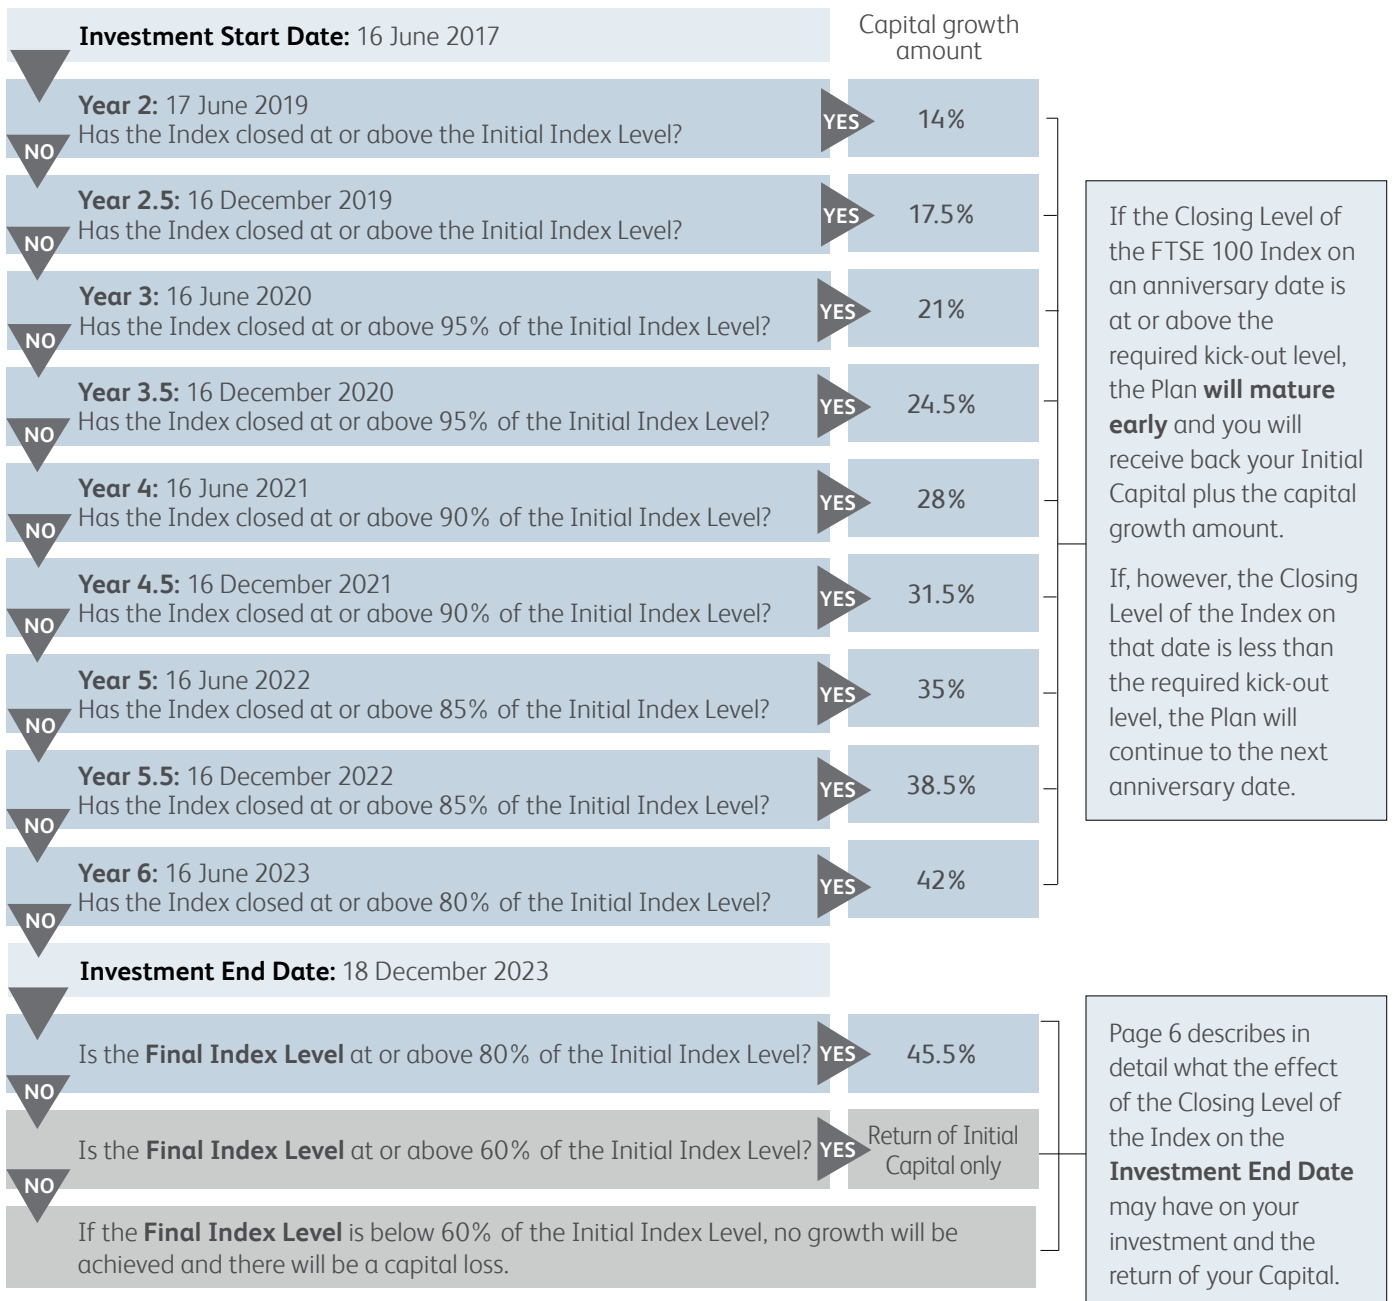 Investment Start Date: 16 June 2017
Capital growth
amount
Year 2: 17 June 2019
Has the Index closed at or above the Initial Index Level?
YES
14%
NO
Year 2.5: 16 December 2019
Has the Index closed at or above the Initial Index Level?
YES
17.5%
NO
Year 3: 16 June 2020
Has the Index closed at or above 95% of the Initial Index Level?
YES
21%
NO
Year 3.5: 16 December 2020
Has the Index closed at or above 95% of the Initial Index Level?
YES
24.5%
NO
Year 4: 16 June 2021
Has the Index closed at or above 90% of the Initial Index Level?
YES
28%
NO
Year 4.5: 16 December 2021
Has the Index closed at or above 90% of the Initial Index Level?
YES
31.5%
NO
Year 5: 16 June 2022
Has the Index closed at or above 85% of the Initial Index Level?
YES
35%
NO
Year 5.5: 16 December 2022
Has the Index closed at or above 85% of the Initial Index Level?
YES
38.5%
NO
Year 6: 16 June 2023
Has the Index closed at or above 80% of the Initial Index Level?
YES
42%
NO
If the Closing Level of
the FTSE 100 Index on
an anniversary date is
at or above the
required kick-out level,
the Plan will mature
early and you will
receive back your Initial
Capital plus the capital
growth amount.
If, however, the Closing
Level of the Index on
that date is less than
the required kick-out
level, the Plan will
continue to the next
anniversary date.
Investment End Date: 18 December 2023
Is the Final Index Level at or above 80% of the Initial Index Level?
YES
45.5%
NO
Is the Final Index Level at or above 60% of the Initial Index Level?
YES
Return of Initial
Capital only
NO
If the Final Index Level is below 60% of the Initial Index Level, no growth will be
achieved and there will be a capital loss.
Page 6 describes in
detail what the effect
of the Closing Level of
the Index on the
Investment End Date
may have on your
investment and the
return of your Capital.